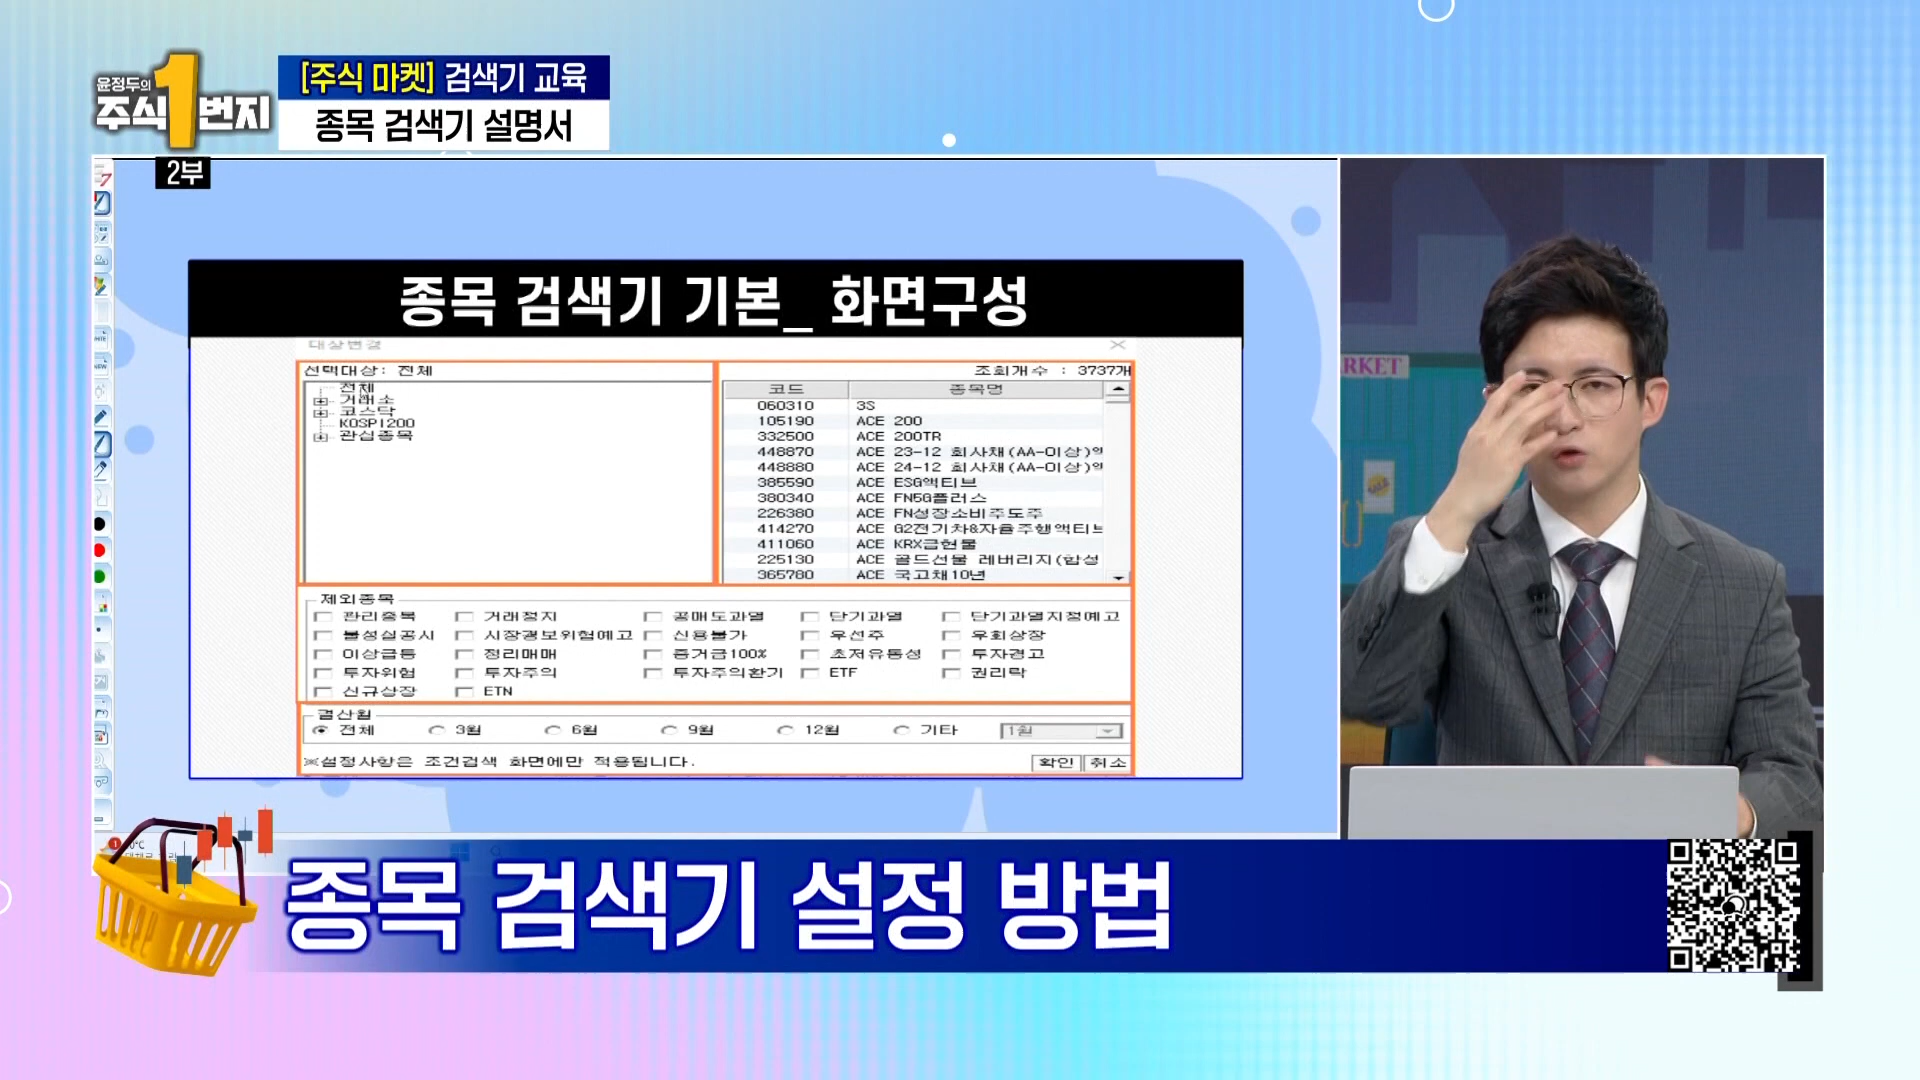 윤정두의
주식1번지
[주식 마켓] 검색기 교육
종목 검색기 설명서
2부
종목 검색기 기본_ 화면구성
대상변경
선택대상: 전체
조회개수 : 3737개
전체
거래소
코스닥
KOSPI200
관심종목
코드 종목명
060310 3S
105190 ACE 200
332500 ACE 200TR
448870 ACE 23-12 회사채(AA-이상)액
448880 ACE 24-12 회사채(AA-이상)액
385590 ACE ESG액티브
380340 ACE FN5G플러스
226380 ACE FN성장소비주도주
414270 ACE G2전기차&자율주행액티브
411060 ACE KRX금현물
225130 ACE 골드선물 레버리지(합성
365780 ACE 국고채10년
제외종목
관리종목 거래정지 공매도과열 단기과열 단기과열지정예고
불성실공시 시장경보위험예고 신용불가 우선주 우회상장
이상급등 정리매매 증거금100% 초저유동성 투자경고
투자위험 투자주의 투자주의환기 ETF 권리락
신규상장 ETN
결산월
전체 3월 6월 9월 12월 기타 1월
※설정사항은 조건검색 화면에만 적용됩니다.
확인 취소
RKET
종목 검색기 설정 방법